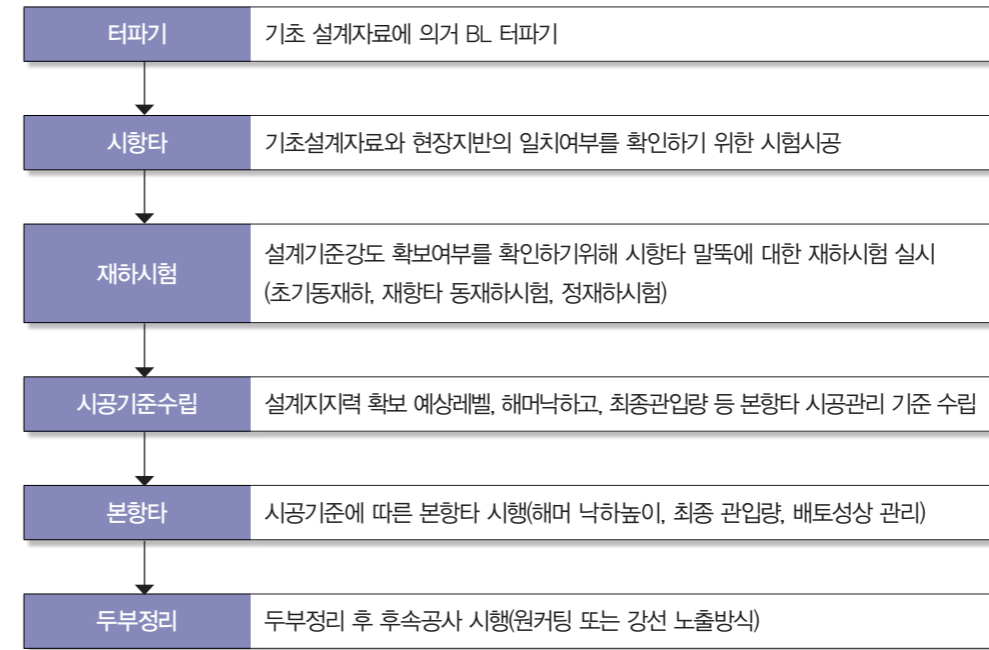 터파기
기초 설계자료에 의거 BL 터파기
시항타
기초설계자료와 현장지반의 일치여부를 확인하기 위한 시험시공
재하시험
설계기준강도 확보여부를 확인하기위해 시항타 말뚝에 대한 재하시험 실시
(초기동재하, 재항타 동재하시험, 정재하시험)
시공기준수립
설계지지력 확보 예상레벨, 해머낙하고, 최종관입량 등 본항타 시공관리 기준 수립
본항타
시공기준에 따른 본항타 시행(해머 낙하높이, 최종 관입량, 배토성상 관리)
두부정리
두부정리 후 후속공사 시행(원커팅 또는 강선 노출방식)